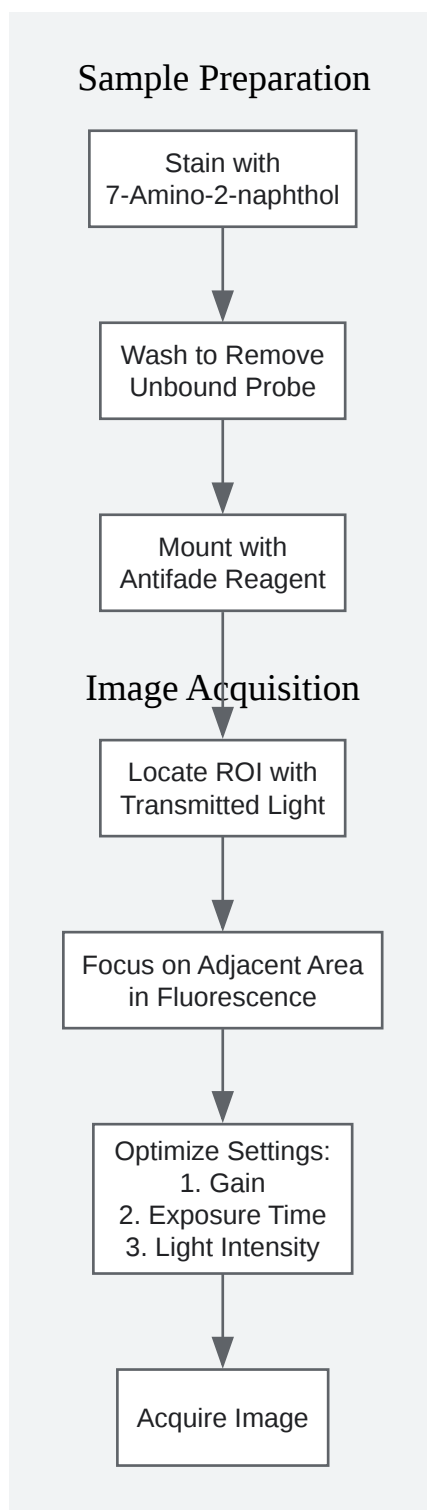 Sample Preparation
Stain with
7-Amino-2-naphthol
Wash to Remove
Unbound Probe
Mount with
Antifade Reagent
Image Acquisition
Locate ROI with
Transmitted Light
Focus on Adjacent Area
in Fluorescence
Optimize Settings:
1. Gain
2. Exposure Time
3. Light Intensity
Acquire Image